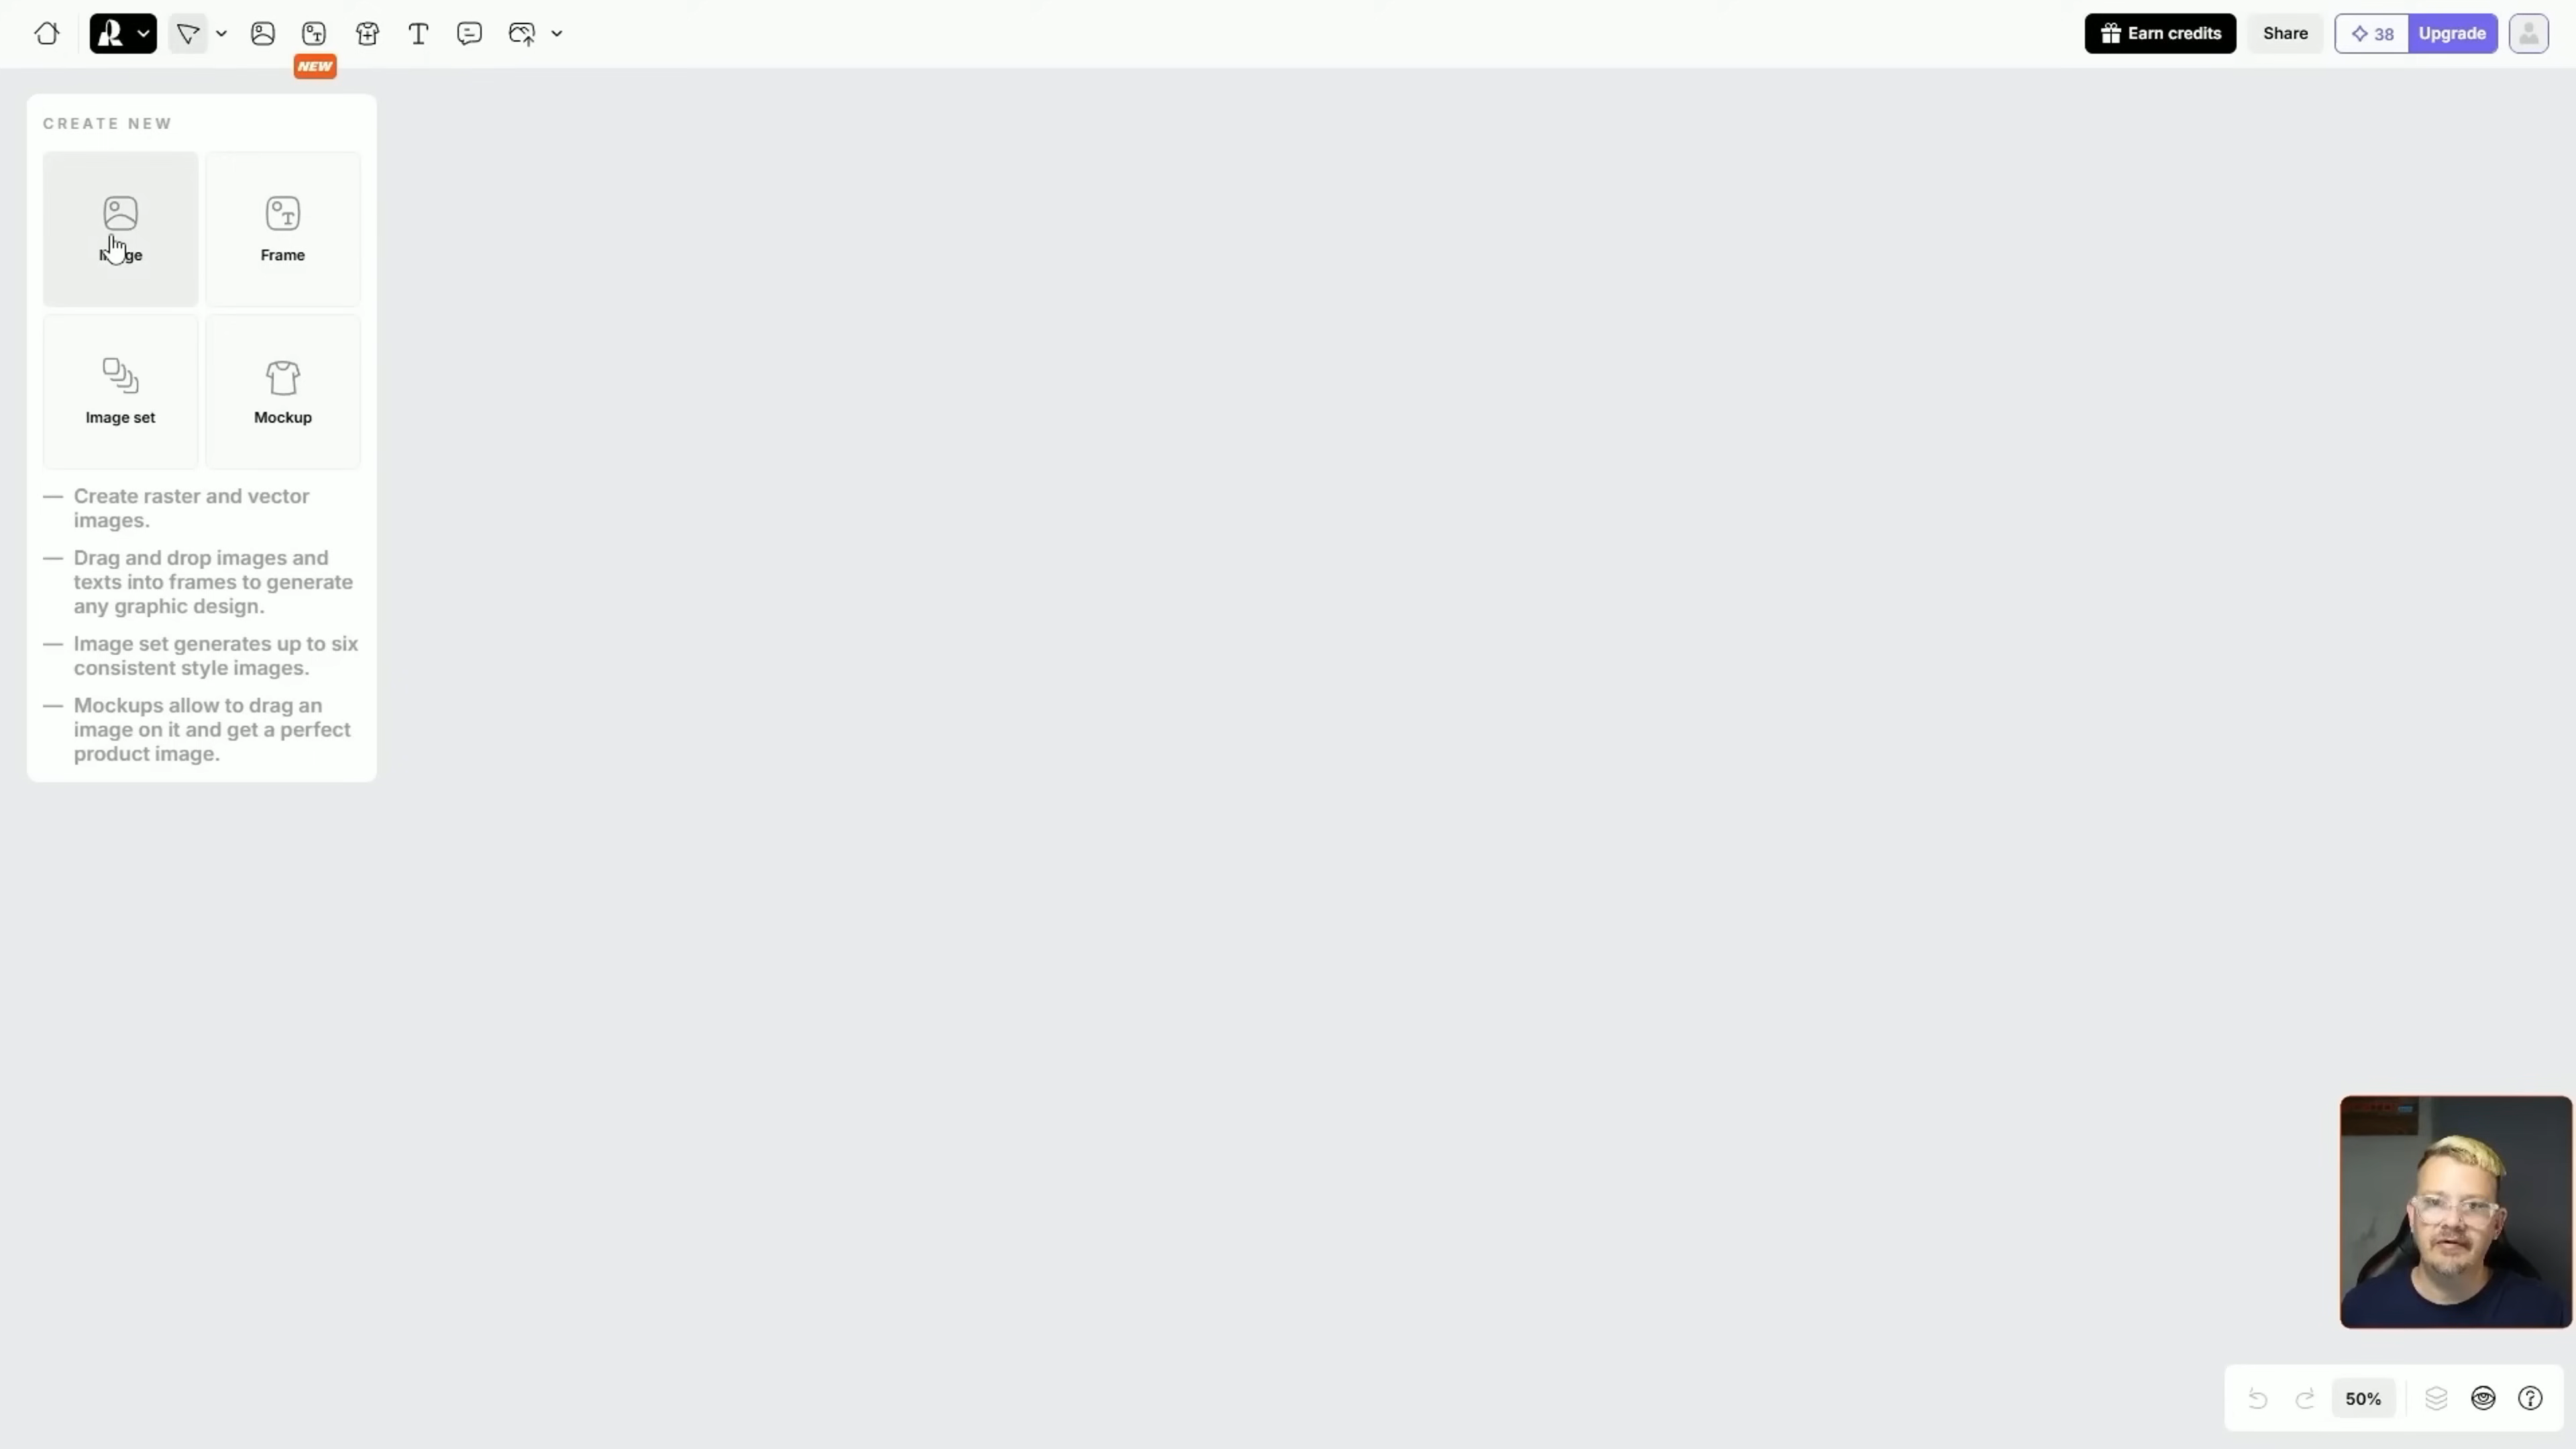 Earn credits
Share
38
Upgrade
NEW
CREATE NEW
Frame
Image set
Mockup
— Create raster and vector
images.
— Drag and drop images and
texts into frames to generate
any graphic design.
— Image set generates up to six
consistent style images.
— Mockups allow to drag an
image on it and get a perfect
product image.
50%